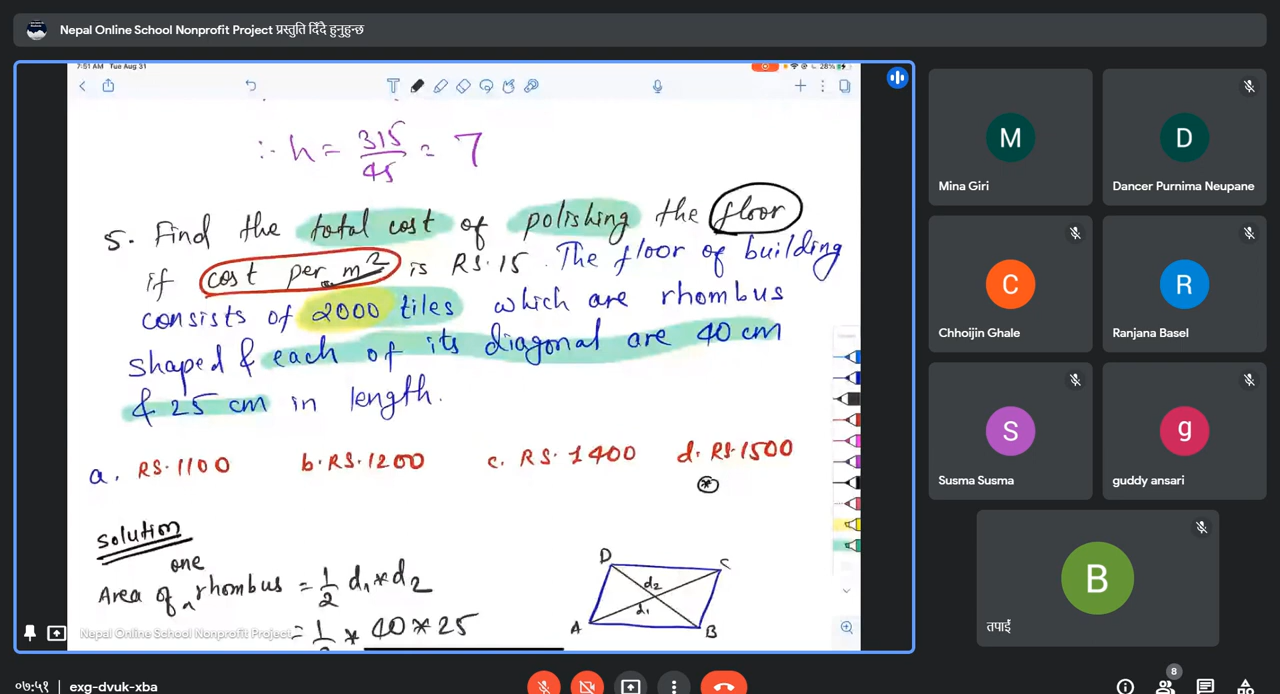 Nepal Online School Nonprofit Project प्रस्तुति दिँदै हुनुहुन्छ
7:51 AM Tue Aug 31
28%
∴ h = 315/45 = 7
5. Find the total cost of polishing the floor
if cost per m² is RS.15. The floor of building
consists of 2000 tiles which are rhombus
shaped & each of its diagonal are 40 cm
& 25 cm in length.
a. RS.1100 b. RS.1200 c. RS.1400 d. RS.1500
solution
Area of one rhombus = 1/2 d₁*d₂
= 1/2 * 40*25
D C
d₂
d₁
A B
Nepal Online School Nonprofit Project
M
Mina Giri
D
Dancer Purnima Neupane
C
Chhoijin Ghale
R
Ranjana Basel
S
Susma Susma
g
guddy ansari
B
तपाईं
०७:५१ | exg-dvuk-xba
8